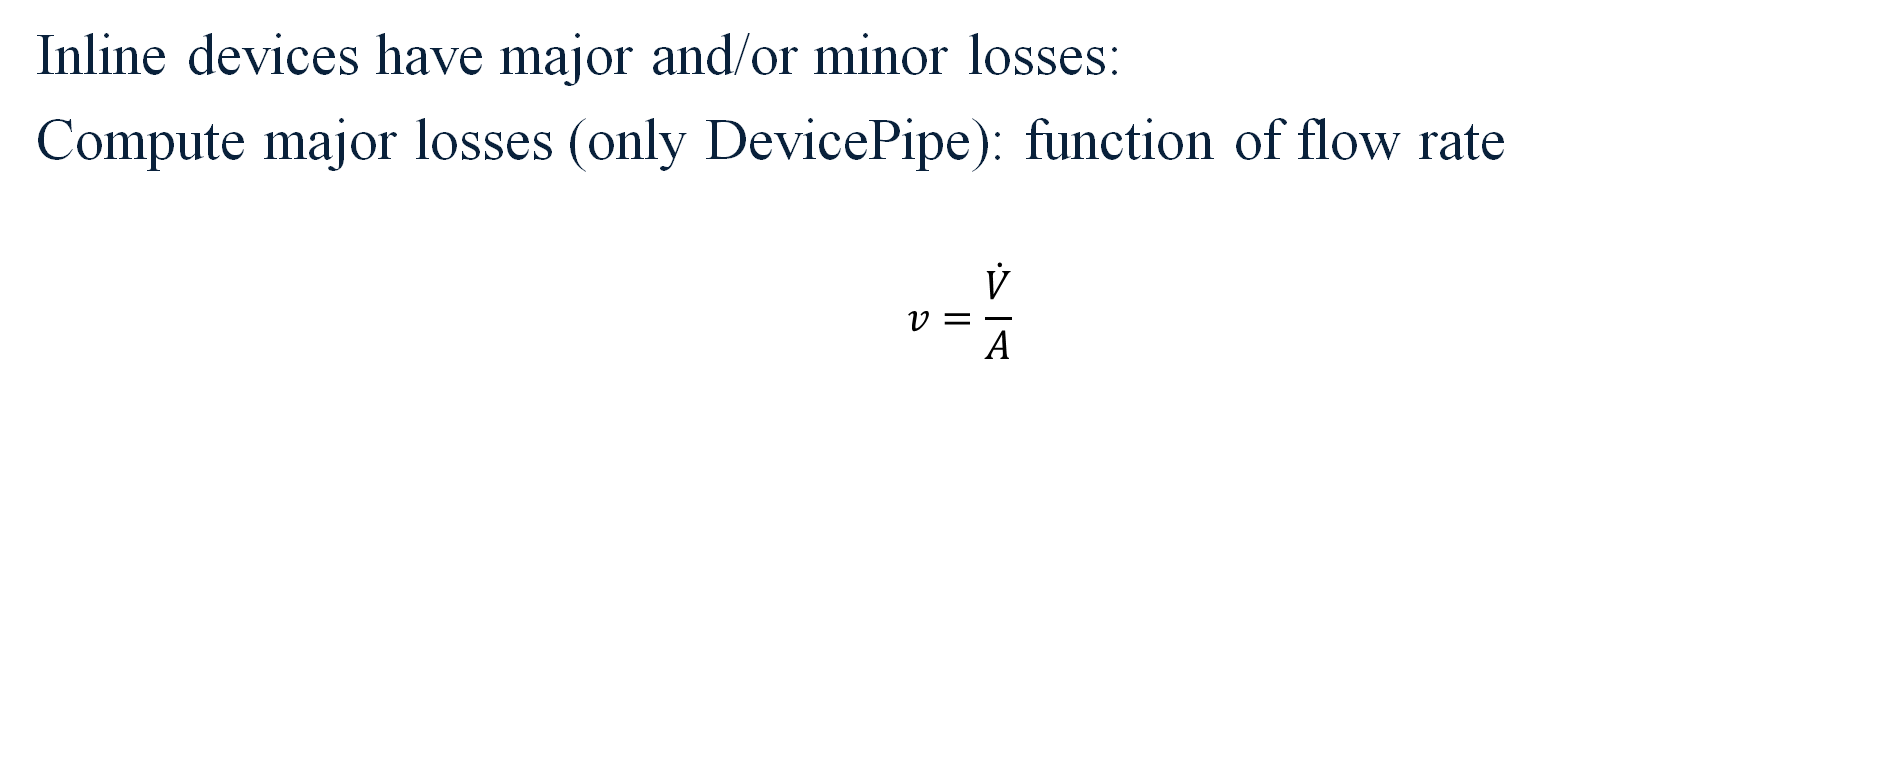 Inline devices have major and/or minor losses:
Compute major losses (only DevicePipe): function of flow rate
v = V̇ / A